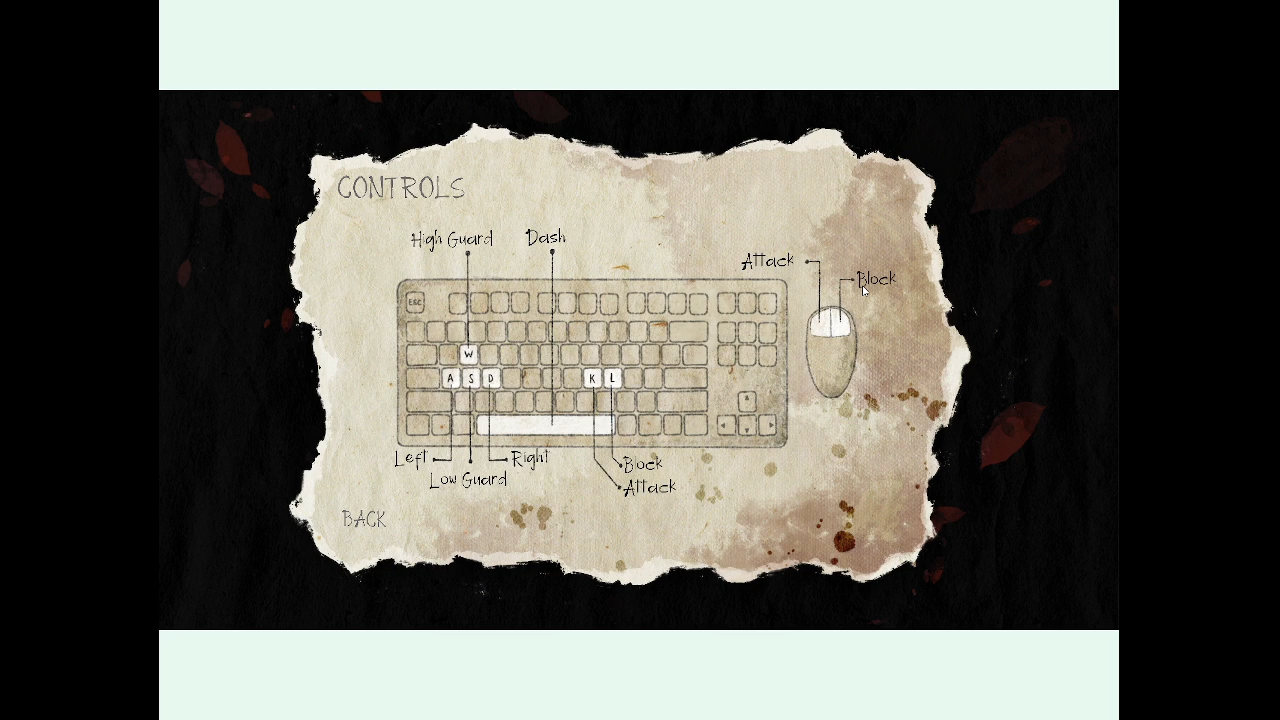 CONTROLS
High Guard
Dash
Attack
Block
ESC
W
A
S
D
K
L
Left
Right
Low Guard
Block
Attack
BACK